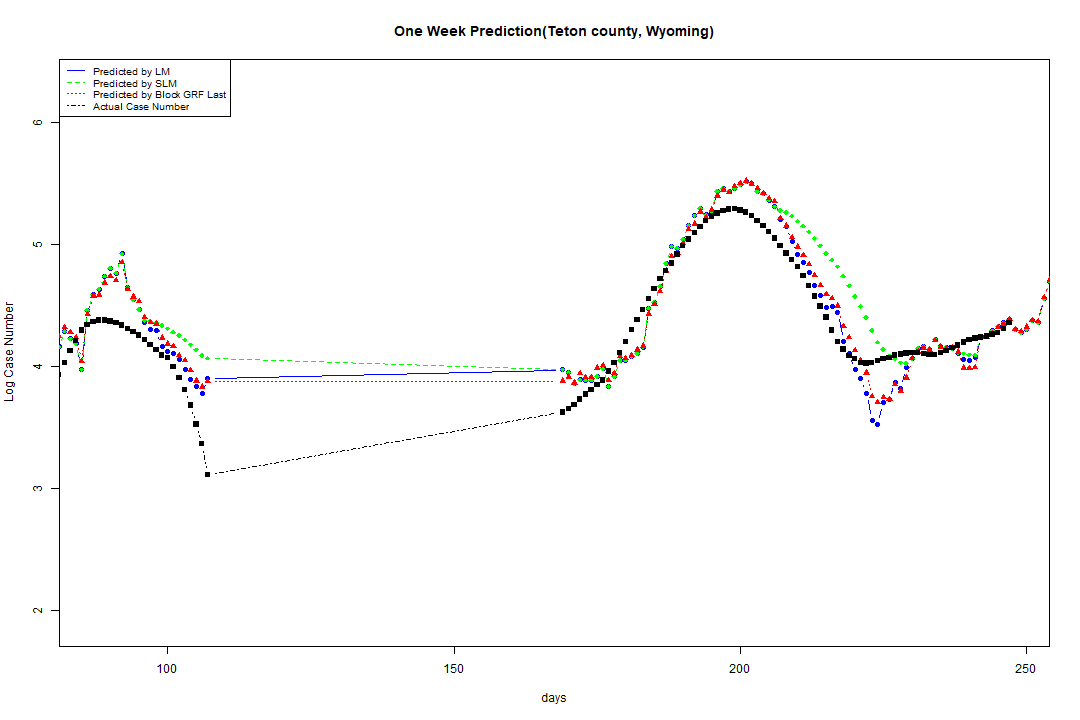 One Week Prediction(Teton county, Wyoming)
Predicted by LM
Predicted by SLM
Predicted by Block GRF Last
Actual Case Number
6
5
4
3
2
Log Case Number
100 150 200 250
days